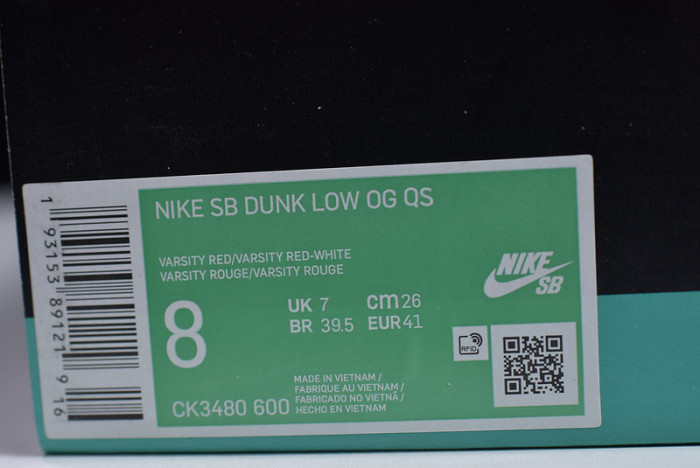 NIKE SB DUNK LOW OG QS
VARSITY RED/VARSITY RED-WHITE
VARSITY ROUGE/VARSITY ROUGE
NIKE
SB
8
UK 7 cm 26
BR 39.5 EUR 41
RFID
CK3480 600
MADE IN VIETNAM /
FABRIQUE AU VIETNAM /
FABRICADO NO VIETNÃ /
HECHO EN VIETNAM
1 93153 89121 9 16